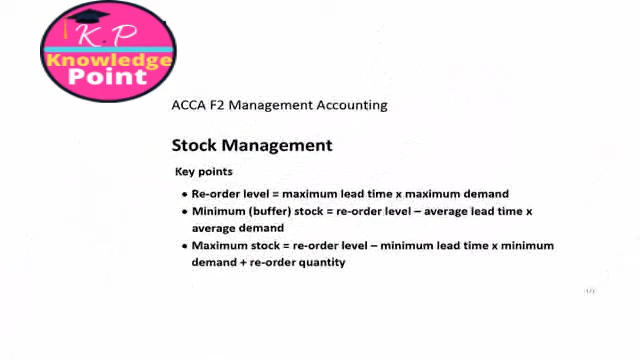 K.P
Knowledge
Point
ACCA F2 Management Accounting
Stock Management
Key points
• Re-order level = maximum lead time x maximum demand
• Minimum (buffer) stock = re-order level – average lead time x
average demand
• Maximum stock = re-order level – minimum lead time x minimum
demand + re-order quantity